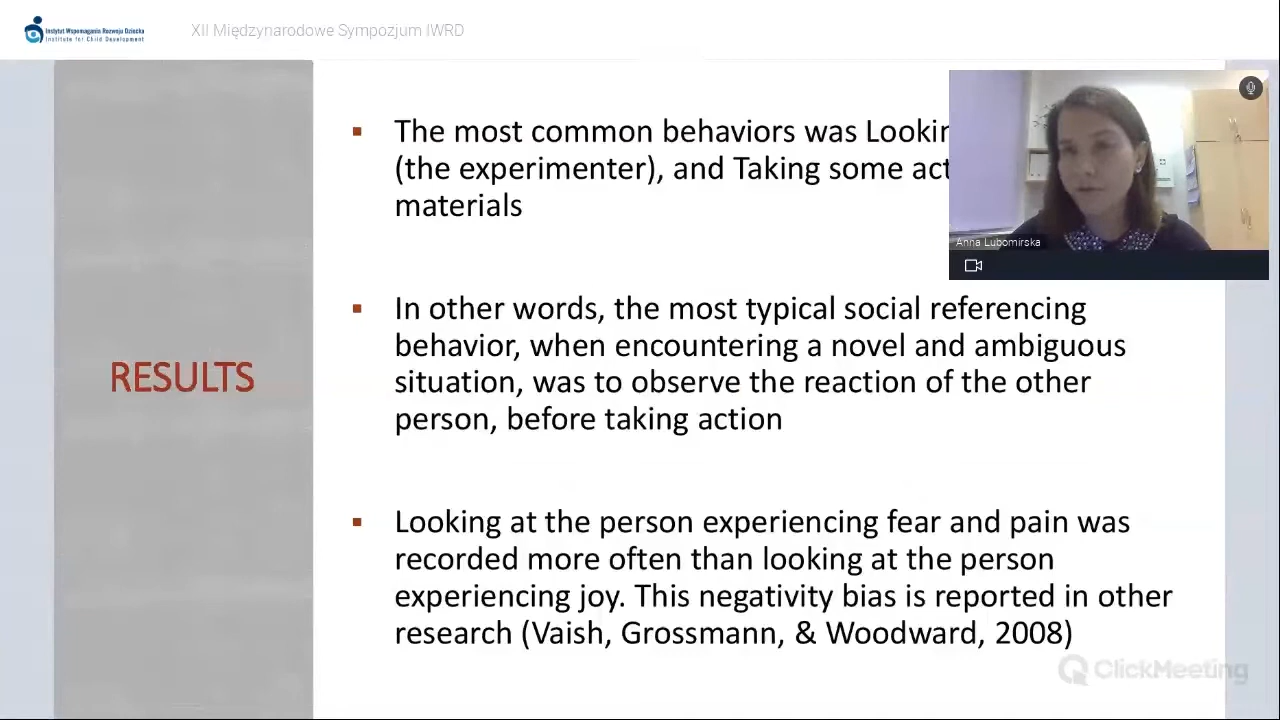 Instytut Wspomagania Rozwoju Dziecka
Institute for Child Development
XII Międzynarodowe Sympozjum IWRD
RESULTS
▪ The most common behaviors was Lookin
(the experimenter), and Taking some act
materials
▪ In other words, the most typical social referencing
behavior, when encountering a novel and ambiguous
situation, was to observe the reaction of the other
person, before taking action
▪ Looking at the person experiencing fear and pain was
recorded more often than looking at the person
experiencing joy. This negativity bias is reported in other
research (Vaish, Grossmann, & Woodward, 2008)
Anna Lubomirska
ClickMeeting